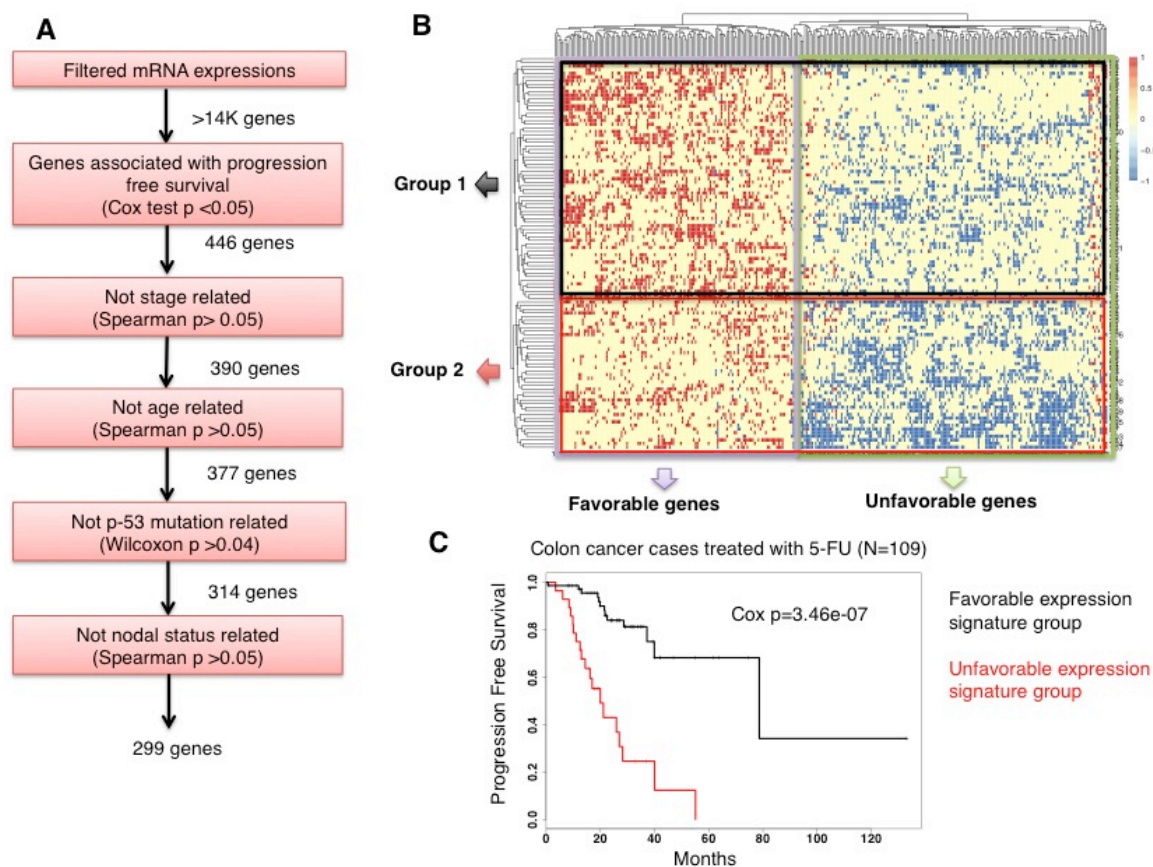 A
Filtered mRNA expressions
>14K genes
Genes associated with progression
free survival
(Cox test p <0.05)
446 genes
Not stage related
(Spearman p> 0.05)
390 genes
Not age related
(Spearman p >0.05)
377 genes
Not p-53 mutation related
(Wilcoxon p >0.04)
314 genes
Not nodal status related
(Spearman p >0.05)
299 genes
B
1
0.5
0
−0.5
−1
Group 1
Group 2
Favorable genes
Unfavorable genes
C
Colon cancer cases treated with 5-FU (N=109)
Cox p=3.46e-07
Progression Free Survival
1.0
0.8
0.6
0.4
0.2
0.0
0 20 40 60 80 100 120
Months
Favorable expression
signature group
Unfavorable expression
signature group